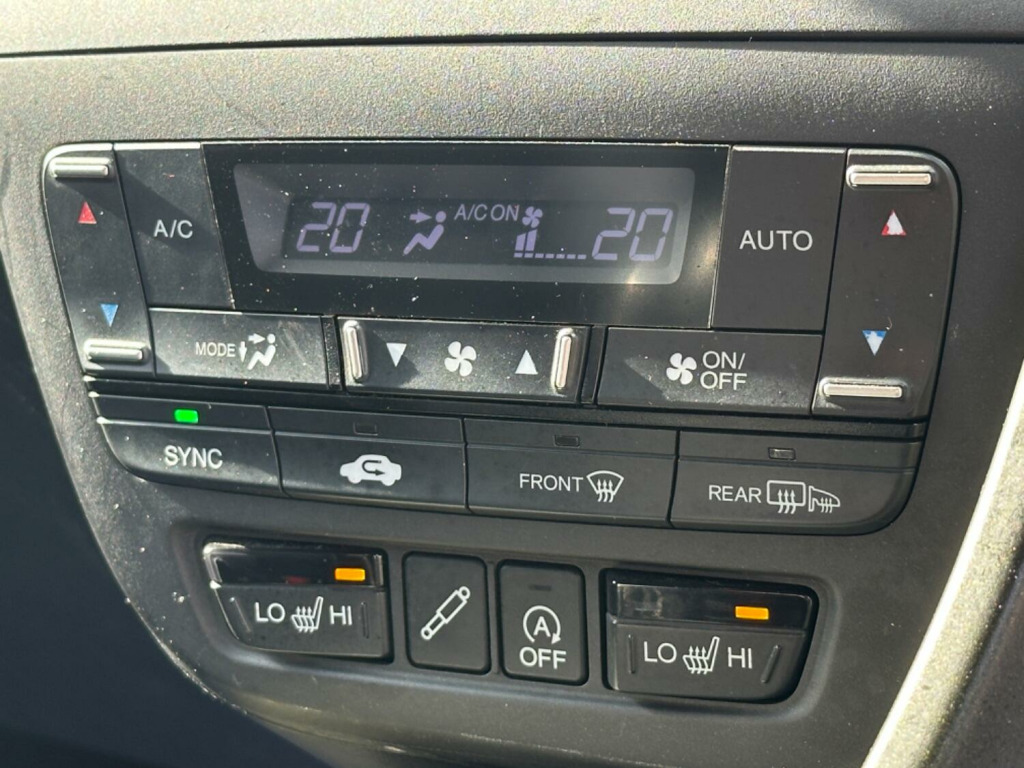 20 A/C ON 20
A/C
AUTO
MODE
ON/
OFF
SYNC
FRONT
REAR
LO HI
A
OFF
LO HI